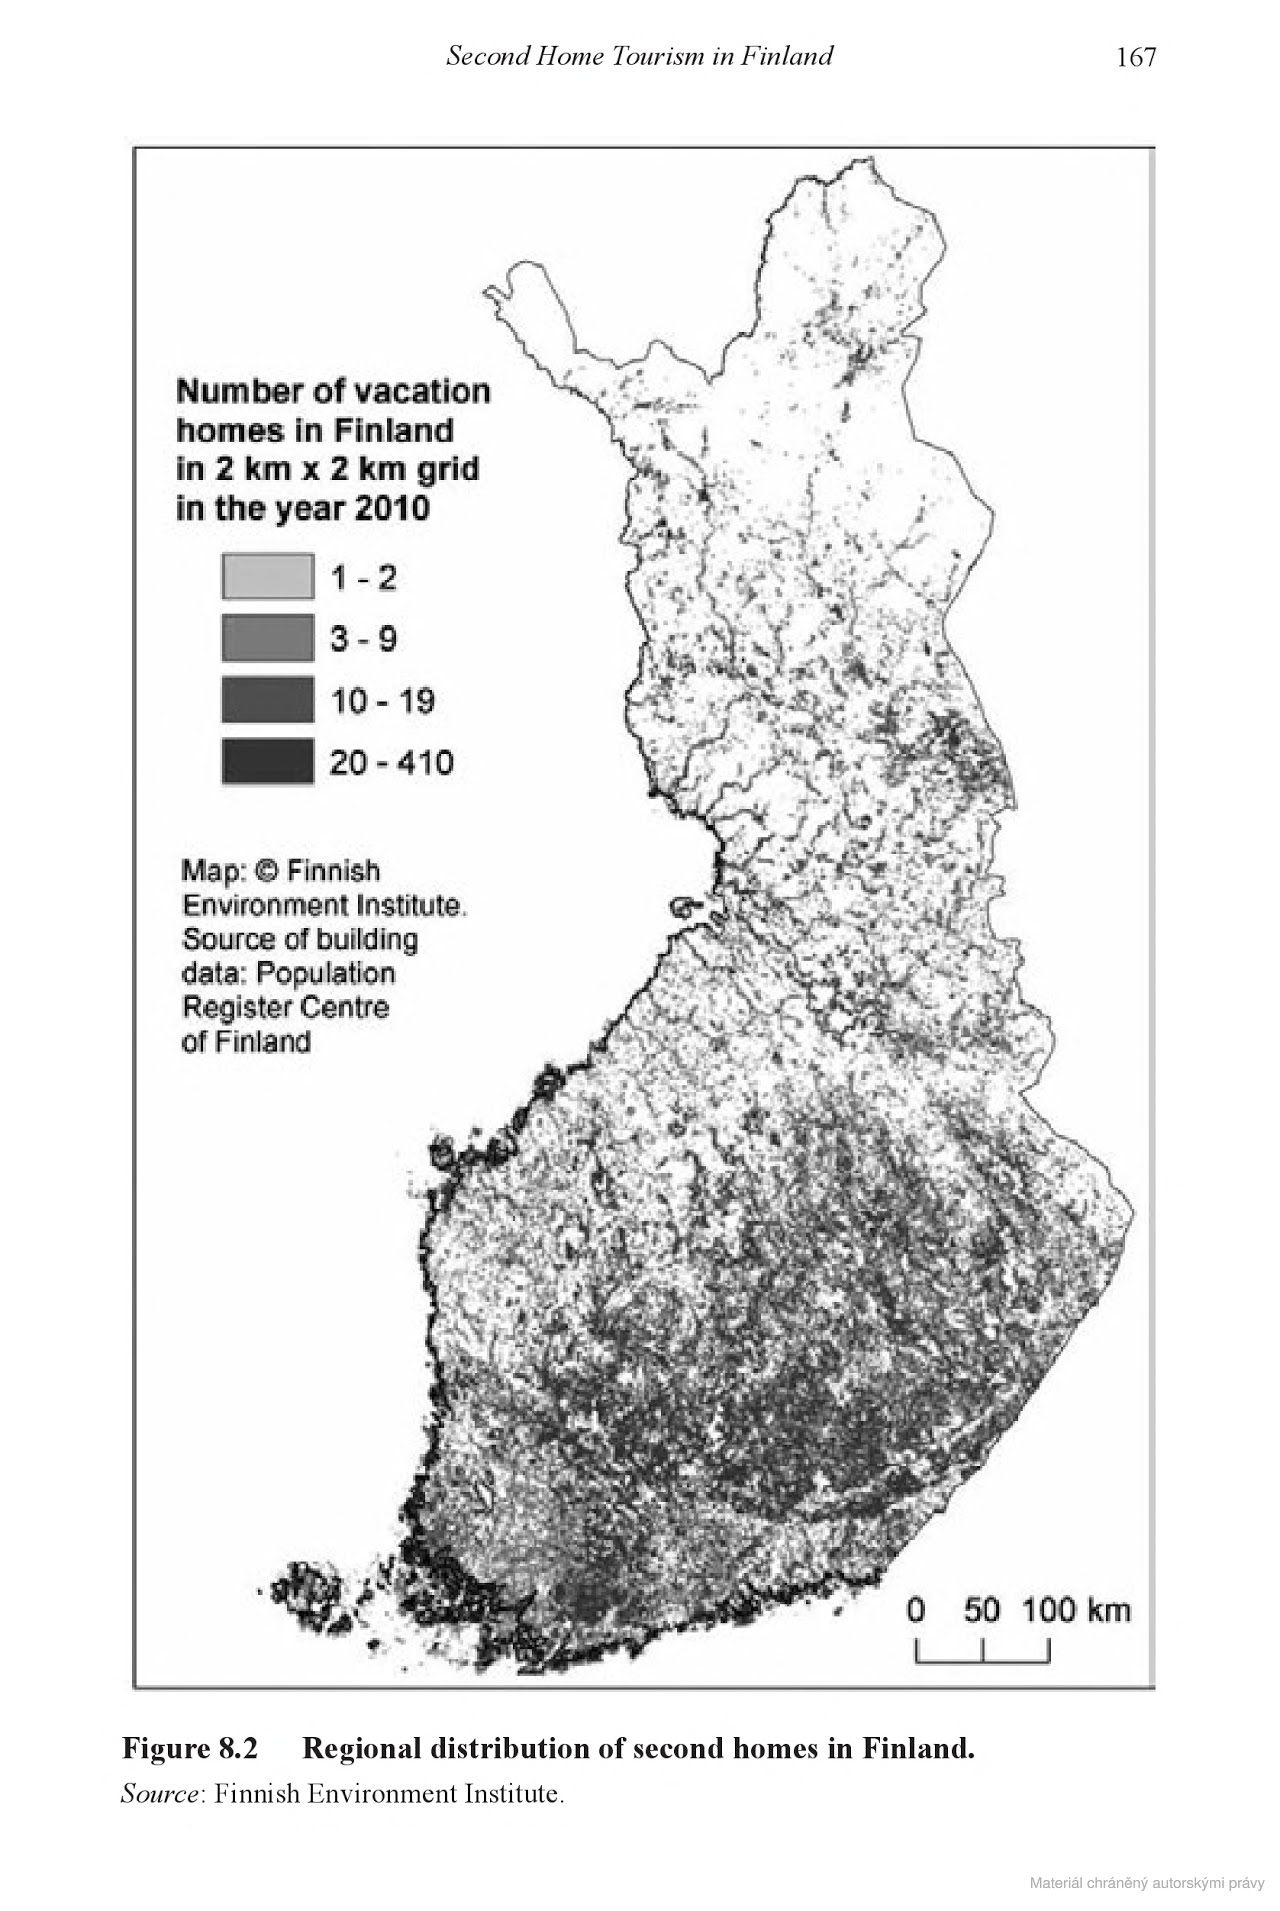 Second Home Tourism in Finland
167
Number of vacation
homes in Finland
in 2 km x 2 km grid
in the year 2010
1 - 2
3 - 9
10 - 19
20 - 410
Map: © Finnish
Environment Institute.
Source of building
data: Population
Register Centre
of Finland
0 50 100 km
Figure 8.2 Regional distribution of second homes in Finland.
Source: Finnish Environment Institute.
Materiál chráněný autorskými právy